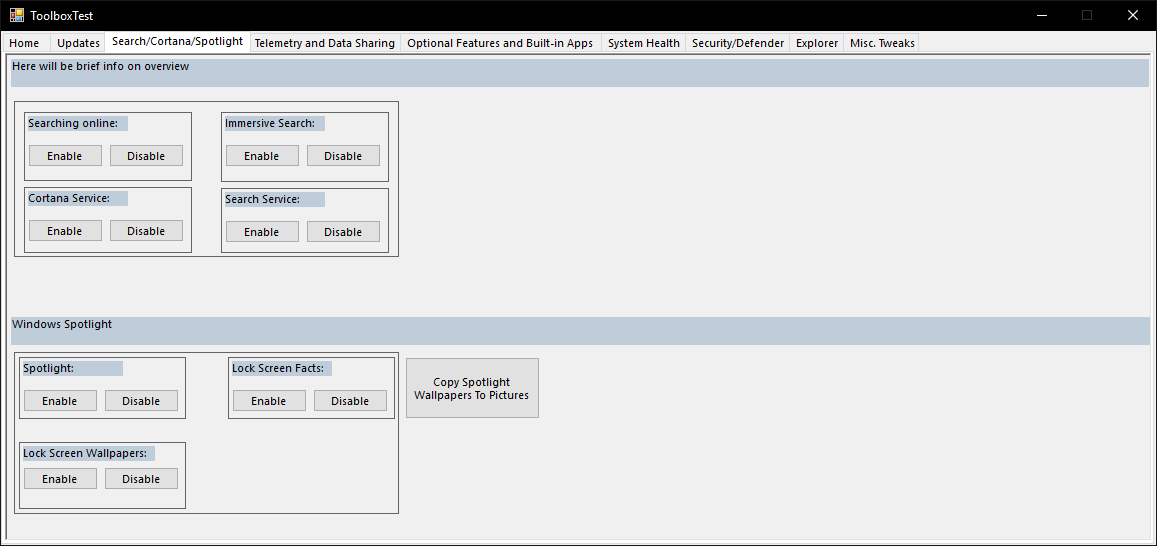 ToolboxTest
Home Updates Search/Cortana/Spotlight Telemetry and Data Sharing Optional Features and Built-in Apps System Health Security/Defender Explorer Misc. Tweaks
Here will be brief info on overview
Searching online: Immersive Search:
Enable Disable Enable Disable
Cortana Service: Search Service:
Enable Disable Enable Disable
Windows Spotlight
Spotlight: Lock Screen Facts:
Enable Disable Enable Disable
Copy Spotlight
Wallpapers To Pictures
Lock Screen Wallpapers:
Enable Disable